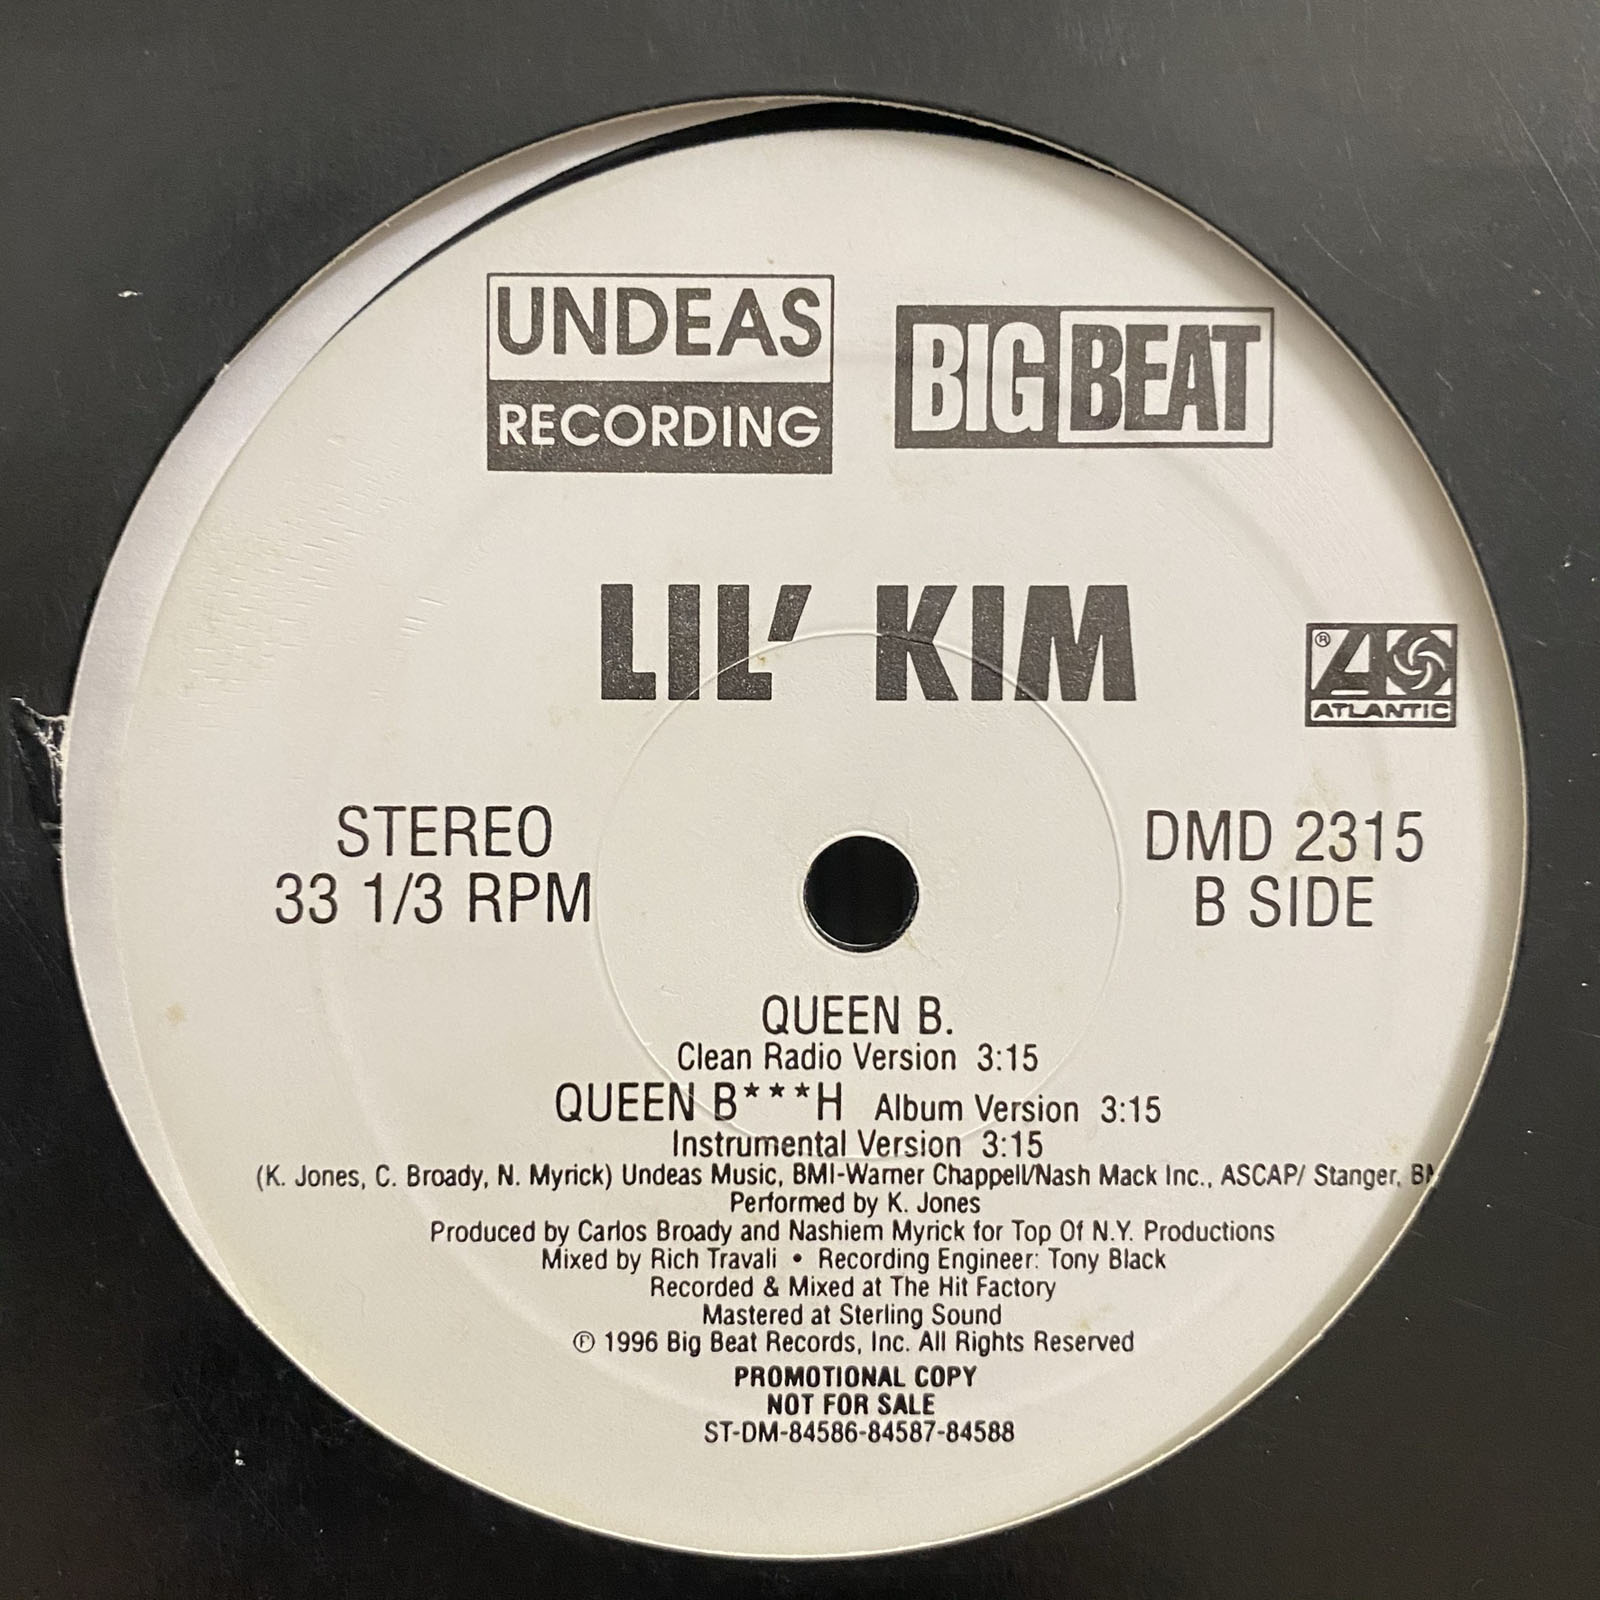 UNDEAS
RECORDING
BIG BEAT
LIL' KIM
®
ATLANTIC
STEREO
33 1/3 RPM
DMD 2315
B SIDE
QUEEN B.
Clean Radio Version 3:15
QUEEN B***H Album Version 3:15
Instrumental Version 3:15
(K. Jones, C. Broady, N. Myrick) Undeas Music, BMI-Warner Chappell/Nash Mack Inc., ASCAP/ Stanger,
Performed by K. Jones
Produced by Carlos Broady and Nashiem Myrick for Top Of N.Y. Productions
Mixed by Rich Travali • Recording Engineer: Tony Black
Recorded & Mixed at The Hit Factory
Mastered at Sterling Sound
℗ 1996 Big Beat Records, Inc. All Rights Reserved
PROMOTIONAL COPY
NOT FOR SALE
ST-DM-84586-84587-84588